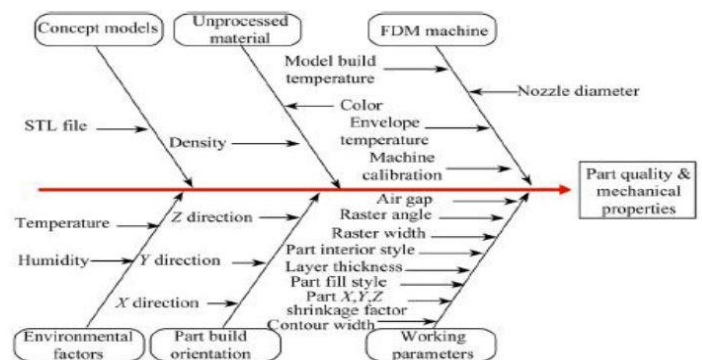 Concept models
Unprocessed
material
FDM machine
Model build
temperature
Nozzle diameter
Color
STL file
Envelope
temperature
Density
Machine
calibration
Part quality &
mechanical
properties
Air gap
Temperature
Z direction
Raster angle
Raster width
Part interior style
Humidity
Y direction
Layer thickness
Part fill style
X direction
Part X,Y,Z
shrinkage factor
Contour width
Environmental
factors
Part build
orientation
Working
parameters